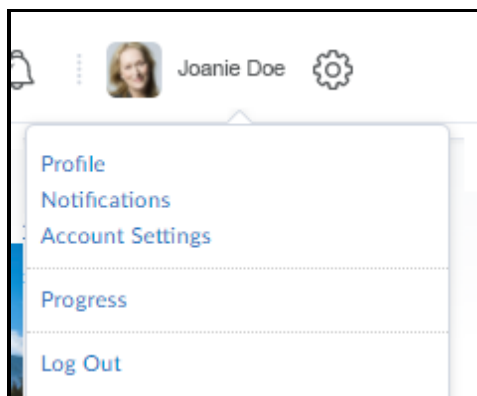 Joanie Doe
Profile
Notifications
Account Settings
Progress
Log Out